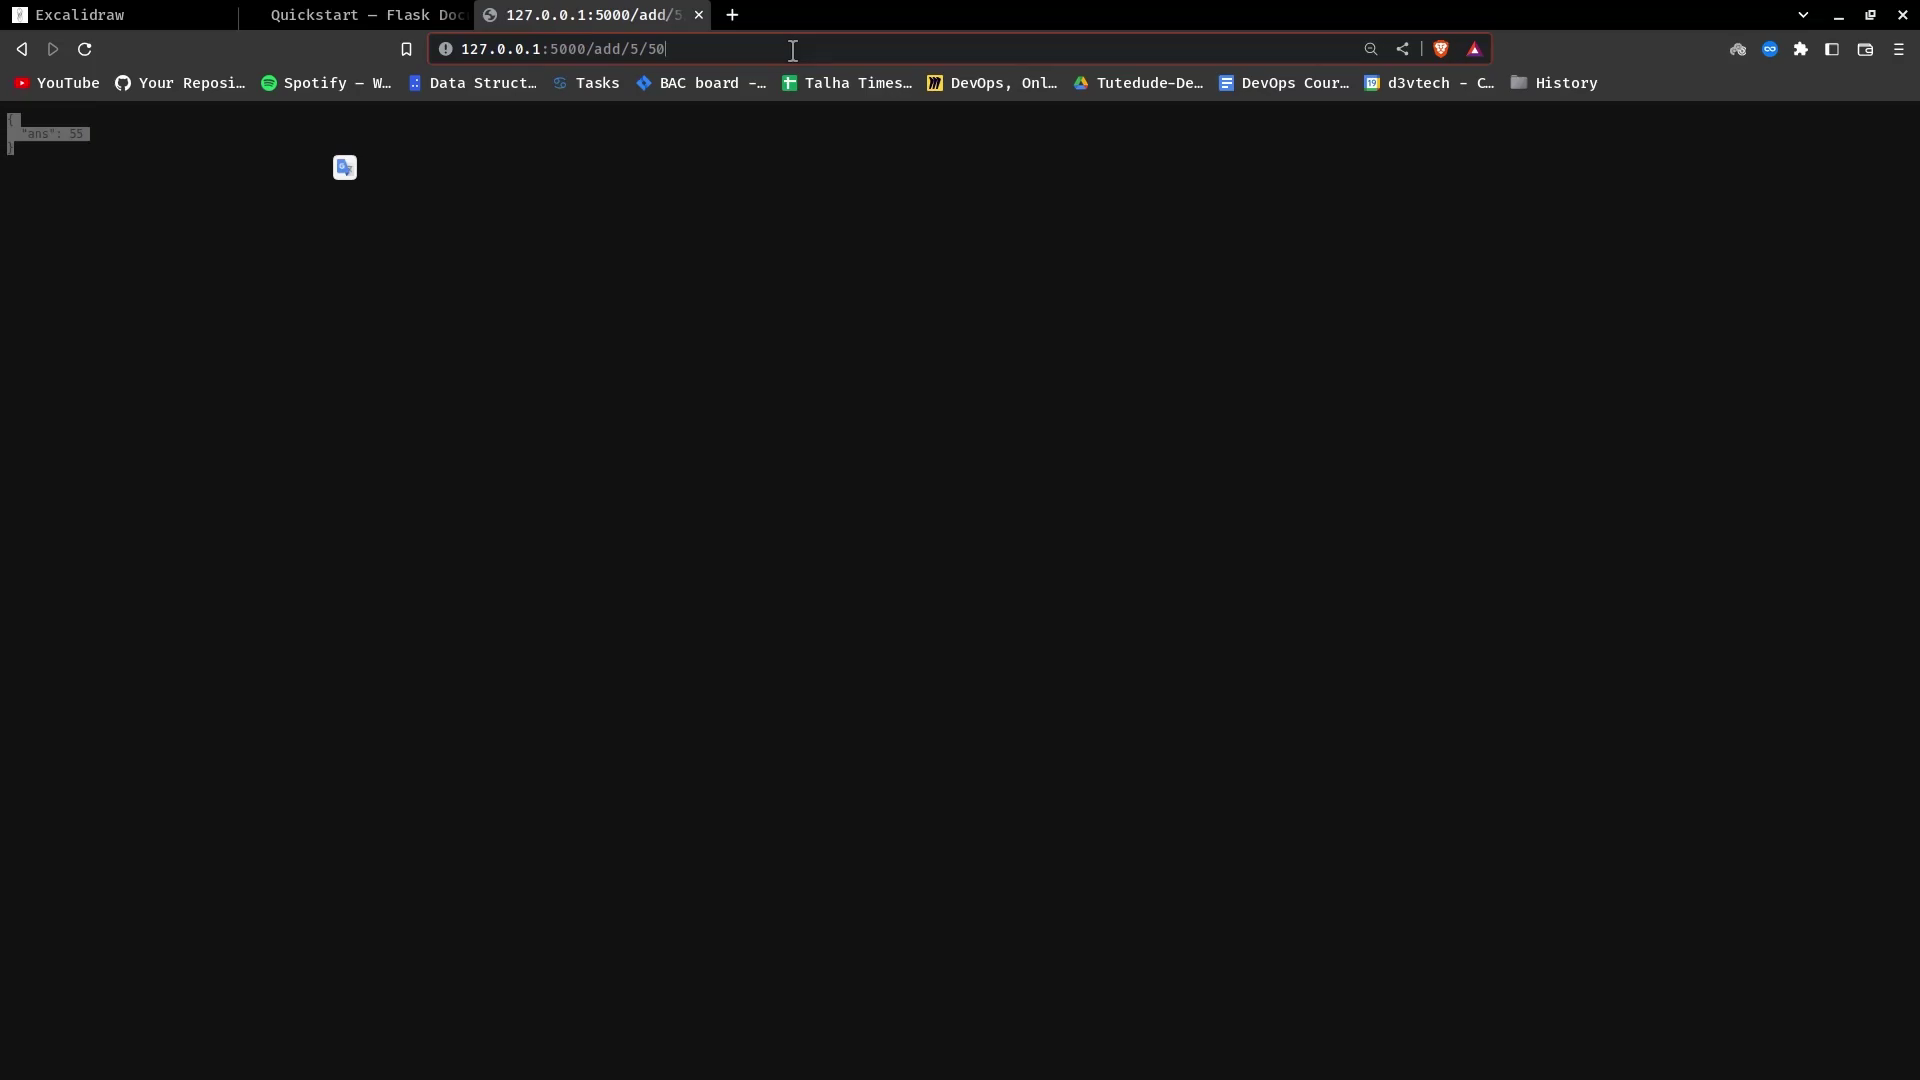 Excalidraw
Quickstart — Flask Doc
127.0.0.1:5000/add/5
127.0.0.1:5000/add/5/50
YouTube
Your Reposi…
Spotify – W…
Data Struct…
Tasks
BAC board -…
Talha Times…
DevOps, Onl…
Tutedude-De…
DevOps Cour…
d3vtech - C…
History
{
"ans": 55
}